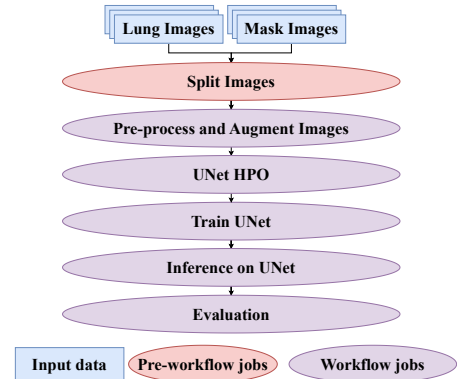 Lung Images
Mask Images
Split Images
Pre-process and Augment Images
UNet HPO
Train UNet
Inference on UNet
Evaluation
Input data
Pre-workflow jobs
Workflow jobs